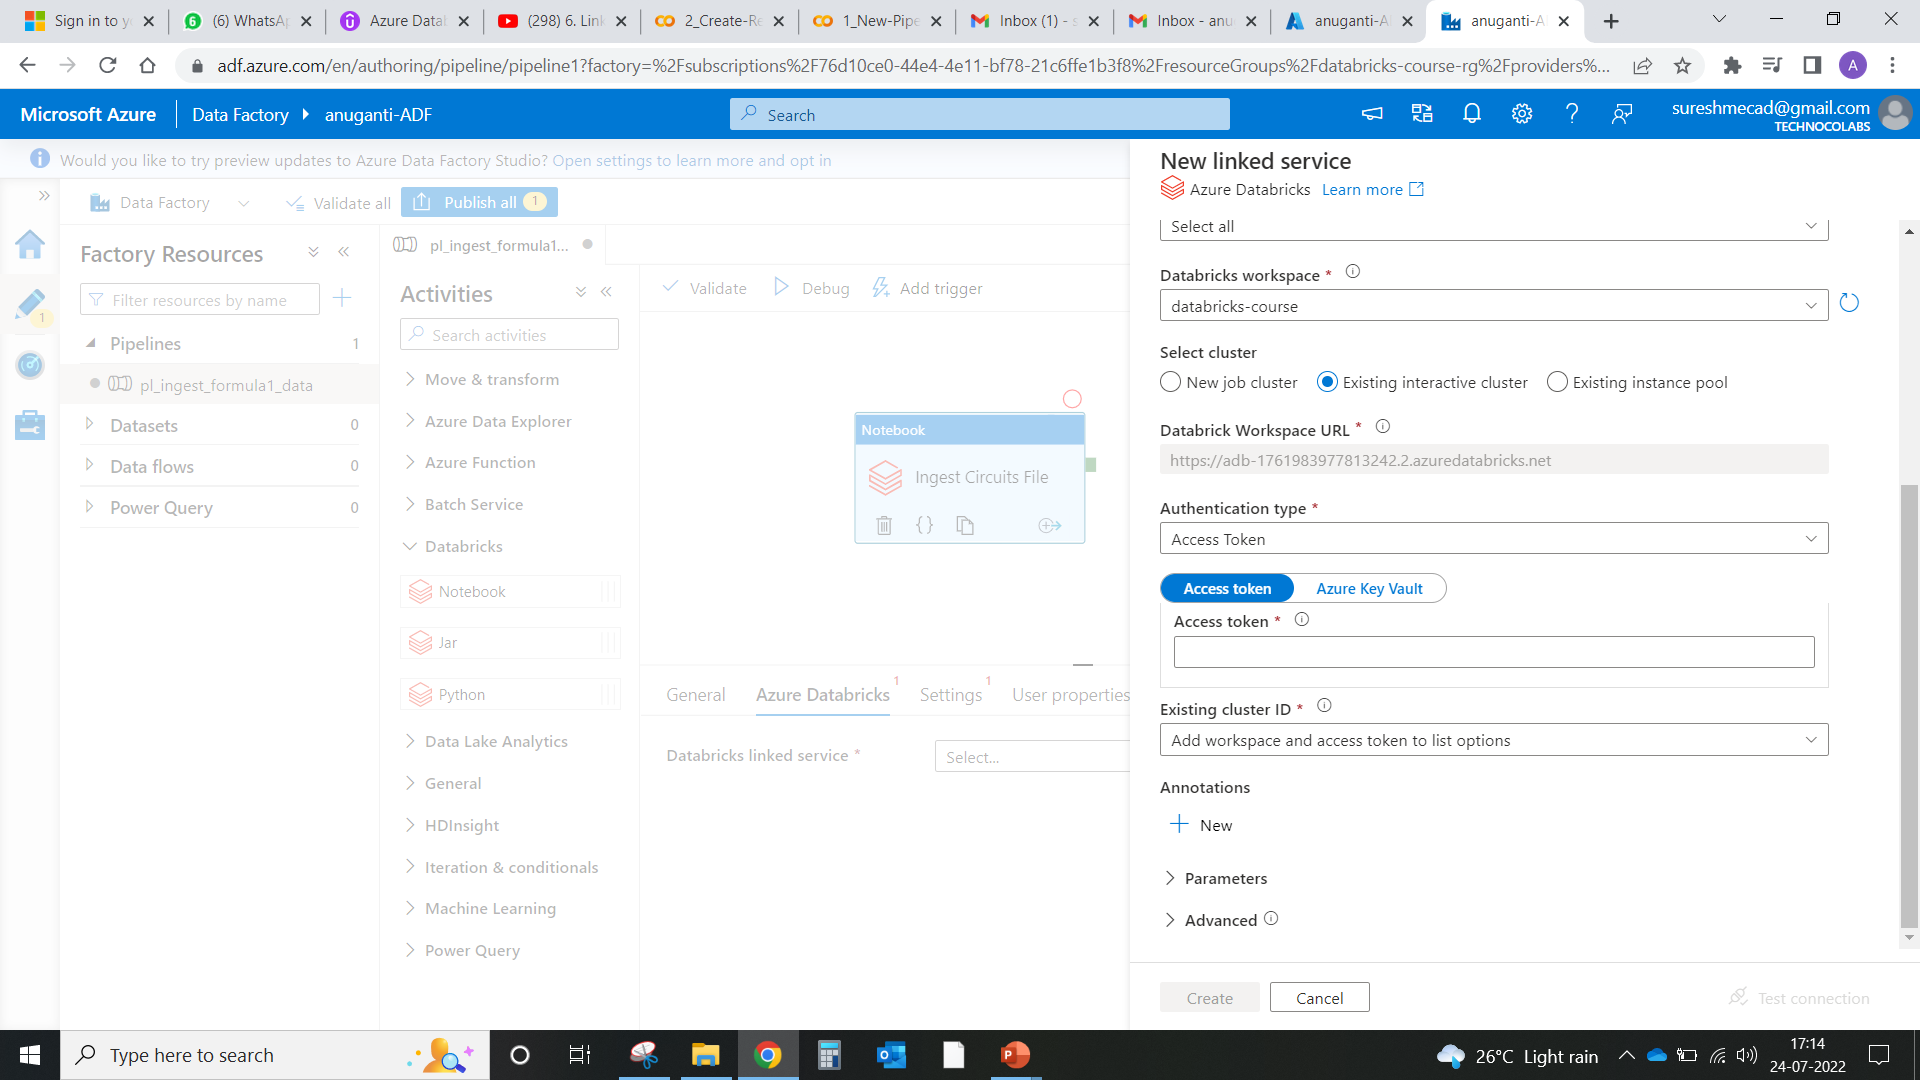 Sign in to yo
(6) WhatsAp
Azure Datab
(298) 6. Link
2_Create-Re
1_New-Pipe
Inbox (1) - s
Inbox - anu
anuganti-A
anuganti-A
adf.azure.com/en/authoring/pipeline/pipeline1?factory=%2Fsubscriptions%2F76d10ce0-44e4-4e11-bf78-21c6ffe1b3f8%2FresourceGroups%2Fdatabricks-course-rg%2Fproviders%...
A
Microsoft Azure
Data Factory
anuganti-ADF
Search
sureshmecad@gmail.com
TECHNOCOLABS
Would you like to try preview updates to Azure Data Factory Studio? Open settings to learn more and opt in
Data Factory
Validate all
Publish all 1
Factory Resources
Filter resources by name
1
Pipelines 1
pl_ingest_formula1_data
Datasets 0
Data flows 0
Power Query 0
pl_ingest_formula1...
Activities
Search activities
Move & transform
Azure Data Explorer
Azure Function
Batch Service
Databricks
Notebook
Jar
Python
Data Lake Analytics
General
HDInsight
Iteration & conditionals
Machine Learning
Power Query
Validate
Debug
Add trigger
Notebook
Ingest Circuits File
General
Azure Databricks 1
Settings 1
User properties
Databricks linked service *
Select...
New linked service
Azure Databricks Learn more
Select all
Databricks workspace *
databricks-course
Select cluster
New job cluster
Existing interactive cluster
Existing instance pool
Databrick Workspace URL *
https://adb-1761983977813242.2.azuredatabricks.net
Authentication type *
Access Token
Access token
Azure Key Vault
Access token *
Existing cluster ID *
Add workspace and access token to list options
Annotations
New
Parameters
Advanced
Create
Cancel
Test connection
Type here to search
26°C Light rain
17:14
24-07-2022